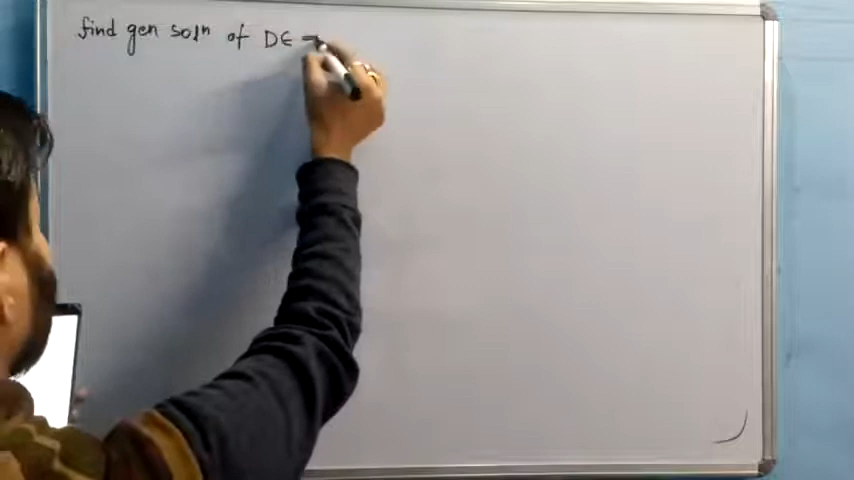 find gen solⁿ of DE →